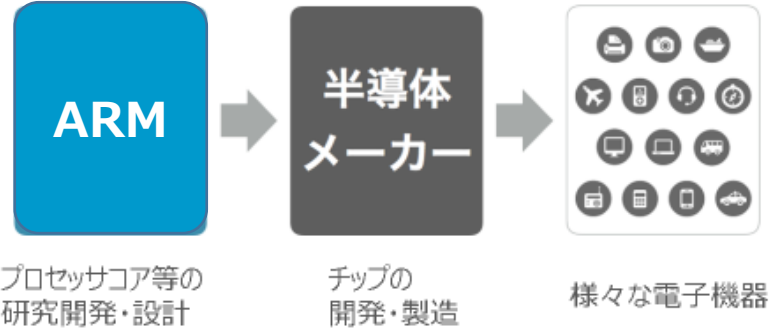 ARM
半導体
メーカー
プロセッサコア等の
研究開発・設計
チップの
開発・製造
様々な電子機器